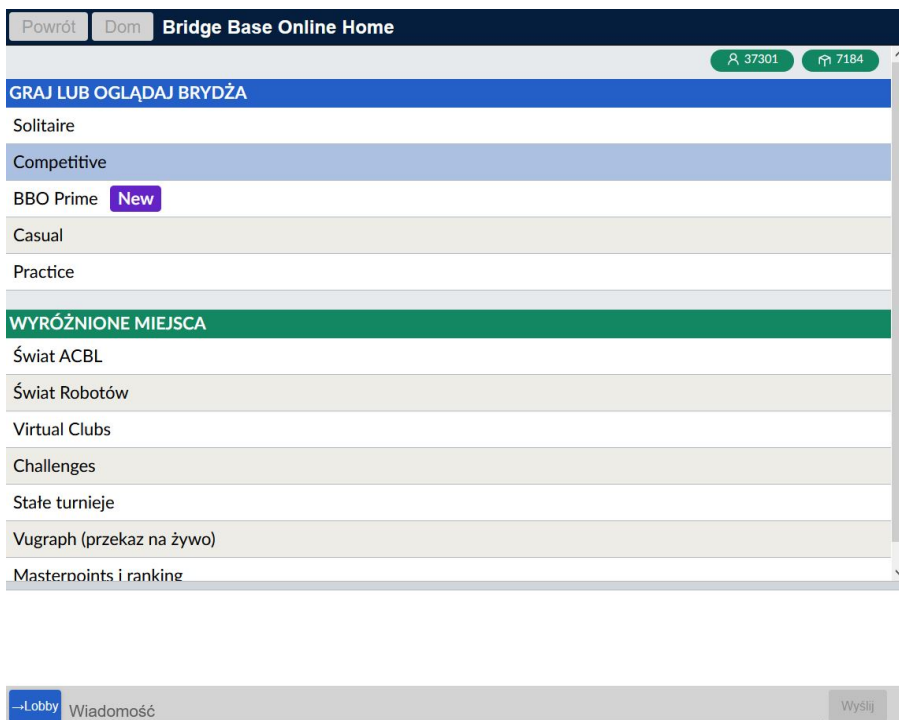 Powrót Dom Bridge Base Online Home
37301 7184
GRAJ LUB OGLĄDAJ BRYDŻA
Solitaire
Competitive
BBO Prime New
Casual
Practice
WYRÓŻNIONE MIEJSCA
Świat ACBL
Świat Robotów
Virtual Clubs
Challenges
Stałe turnieje
Vugraph (przekaz na żywo)
Masterpoints i ranking
→Lobby Wiadomość Wyślij